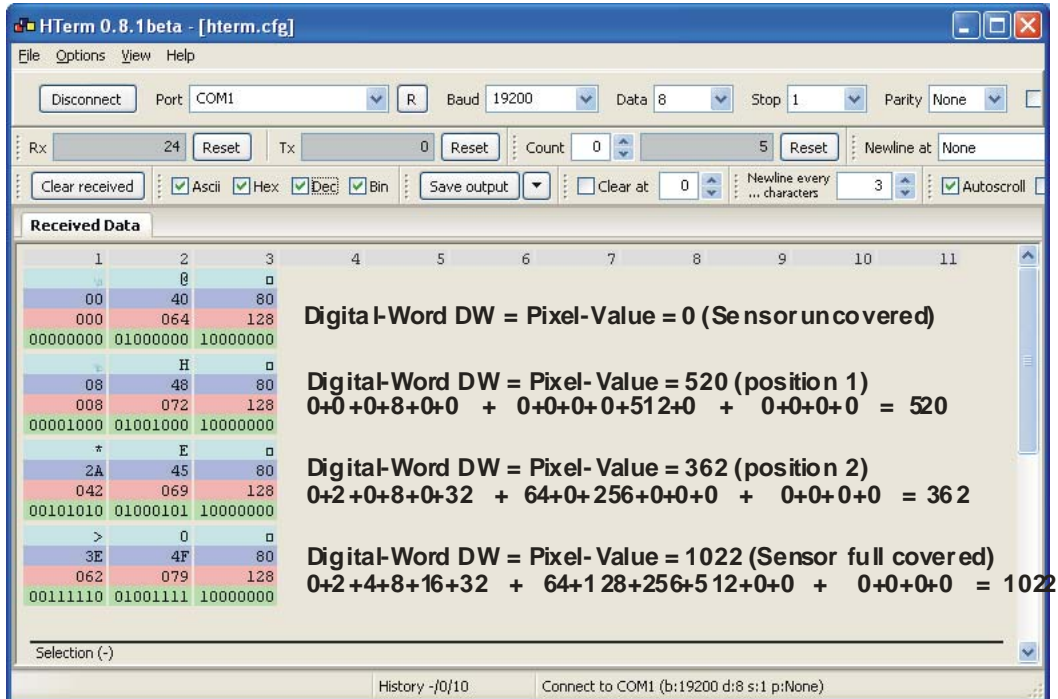 HTerm 0.8.1beta - [hterm.cfg]
File Options View Help
Disconnect Port COM1 R Baud 19200 Data 8 Stop 1 Parity None
Rx 24 Reset Tx 0 Reset Count 0 5 Reset Newline at None
Clear received Ascii Hex Dec Bin Save output Clear at 0 Newline every ... characters 3 Autoscroll
Received Data
1 2 3 4 5 6 7 8 9 10 11
@
00 40 80
000 064 128
00000000 01000000 10000000
Digital-Word DW = Pixel-Value = 0 (Sensor uncovered)
H
08 48 80
008 072 128
00001000 01001000 10000000
Digital-Word DW = Pixel-Value = 520 (position 1)
0+0+0+8+0+0 + 0+0+0+0+512+0 + 0+0+0+0 = 520
* E
2A 45 80
042 069 128
00101010 01000101 10000000
Digital-Word DW = Pixel-Value = 362 (position 2)
0+2+0+8+0+32 + 64+0+256+0+0+0 + 0+0+0+0 = 362
> O
3E 4F 80
062 079 128
00111110 01001111 10000000
Digital-Word DW = Pixel-Value = 1022 (Sensor full covered)
0+2+4+8+16+32 + 64+128+256+512+0+0 + 0+0+0+0 = 1022
Selection (-)
History -/0/10 Connect to COM1 (b:19200 d:8 s:1 p:None)